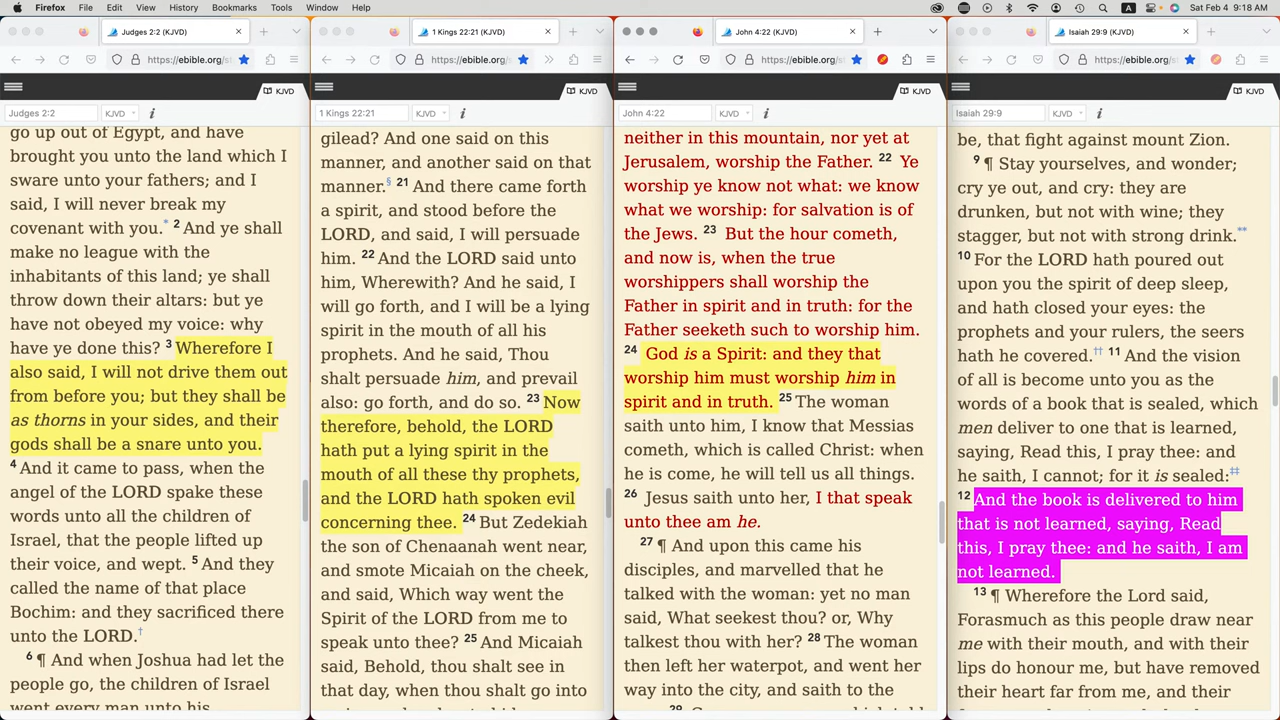 Firefox File Edit View History Bookmarks Tools Window Help
Sat Feb 4 9:18 AM
Judges 2:2 (KJVD)
https://ebible.org/s
KJVD
Judges 2:2 KJVD i
go up out of Egypt, and have
brought you unto the land which I
sware unto your fathers; and I
said, I will never break my
covenant with you.* 2 And ye shall
make no league with the
inhabitants of this land; ye shall
throw down their altars: but ye
have not obeyed my voice: why
have ye done this? 3 Wherefore I
also said, I will not drive them out
from before you; but they shall be
as thorns in your sides, and their
gods shall be a snare unto you.
4 And it came to pass, when the
angel of the LORD spake these
words unto all the children of
Israel, that the people lifted up
their voice, and wept. 5 And they
called the name of that place
Bochim: and they sacrificed there
unto the LORD.†
6 ¶ And when Joshua had let the
people go, the children of Israel
went every man unto his
1 Kings 22:21 (KJVD)
https://ebible.org/s
KJVD
1 Kings 22:21 KJVD i
gilead? And one said on this
manner, and another said on that
manner.§ 21 And there came forth
a spirit, and stood before the
LORD, and said, I will persuade
him. 22 And the LORD said unto
him, Wherewith? And he said, I
will go forth, and I will be a lying
spirit in the mouth of all his
prophets. And he said, Thou
shalt persuade him, and prevail
also: go forth, and do so. 23 Now
therefore, behold, the LORD
hath put a lying spirit in the
mouth of all these thy prophets,
and the LORD hath spoken evil
concerning thee. 24 But Zedekiah
the son of Chenaanah went near,
and smote Micaiah on the cheek,
and said, Which way went the
Spirit of the LORD from me to
speak unto thee? 25 And Micaiah
said, Behold, thou shalt see in
that day, when thou shalt go into
John 4:22 (KJVD)
https://ebible.org/st
KJVD
John 4:22 KJVD i
neither in this mountain, nor yet at
Jerusalem, worship the Father. 22 Ye
worship ye know not what: we know
what we worship: for salvation is of
the Jews. 23 But the hour cometh,
and now is, when the true
worshippers shall worship the
Father in spirit and in truth: for the
Father seeketh such to worship him.
24 God is a Spirit: and they that
worship him must worship him in
spirit and in truth. 25 The woman
saith unto him, I know that Messias
cometh, which is called Christ: when
he is come, he will tell us all things.
26 Jesus saith unto her, I that speak
unto thee am he.
27 ¶ And upon this came his
disciples, and marvelled that he
talked with the woman: yet no man
said, What seekest thou? or, Why
talkest thou with her? 28 The woman
then left her waterpot, and went her
way into the city, and saith to the
Isaiah 29:9 (KJVD)
https://ebible.org/s
KJVD
Isaiah 29:9 KJVD i
be, that fight against mount Zion.
9 ¶ Stay yourselves, and wonder;
cry ye out, and cry: they are
drunken, but not with wine; they
stagger, but not with strong drink.**
10 For the LORD hath poured out
upon you the spirit of deep sleep,
and hath closed your eyes: the
prophets and your rulers, the seers
hath he covered.†† 11 And the vision
of all is become unto you as the
words of a book that is sealed, which
men deliver to one that is learned,
saying, Read this, I pray thee: and
he saith, I cannot; for it is sealed:‡‡
12 And the book is delivered to him
that is not learned, saying, Read
this, I pray thee: and he saith, I am
not learned.
13 ¶ Wherefore the Lord said,
Forasmuch as this people draw near
me with their mouth, and with their
lips do honour me, but have removed
their heart far from me, and their